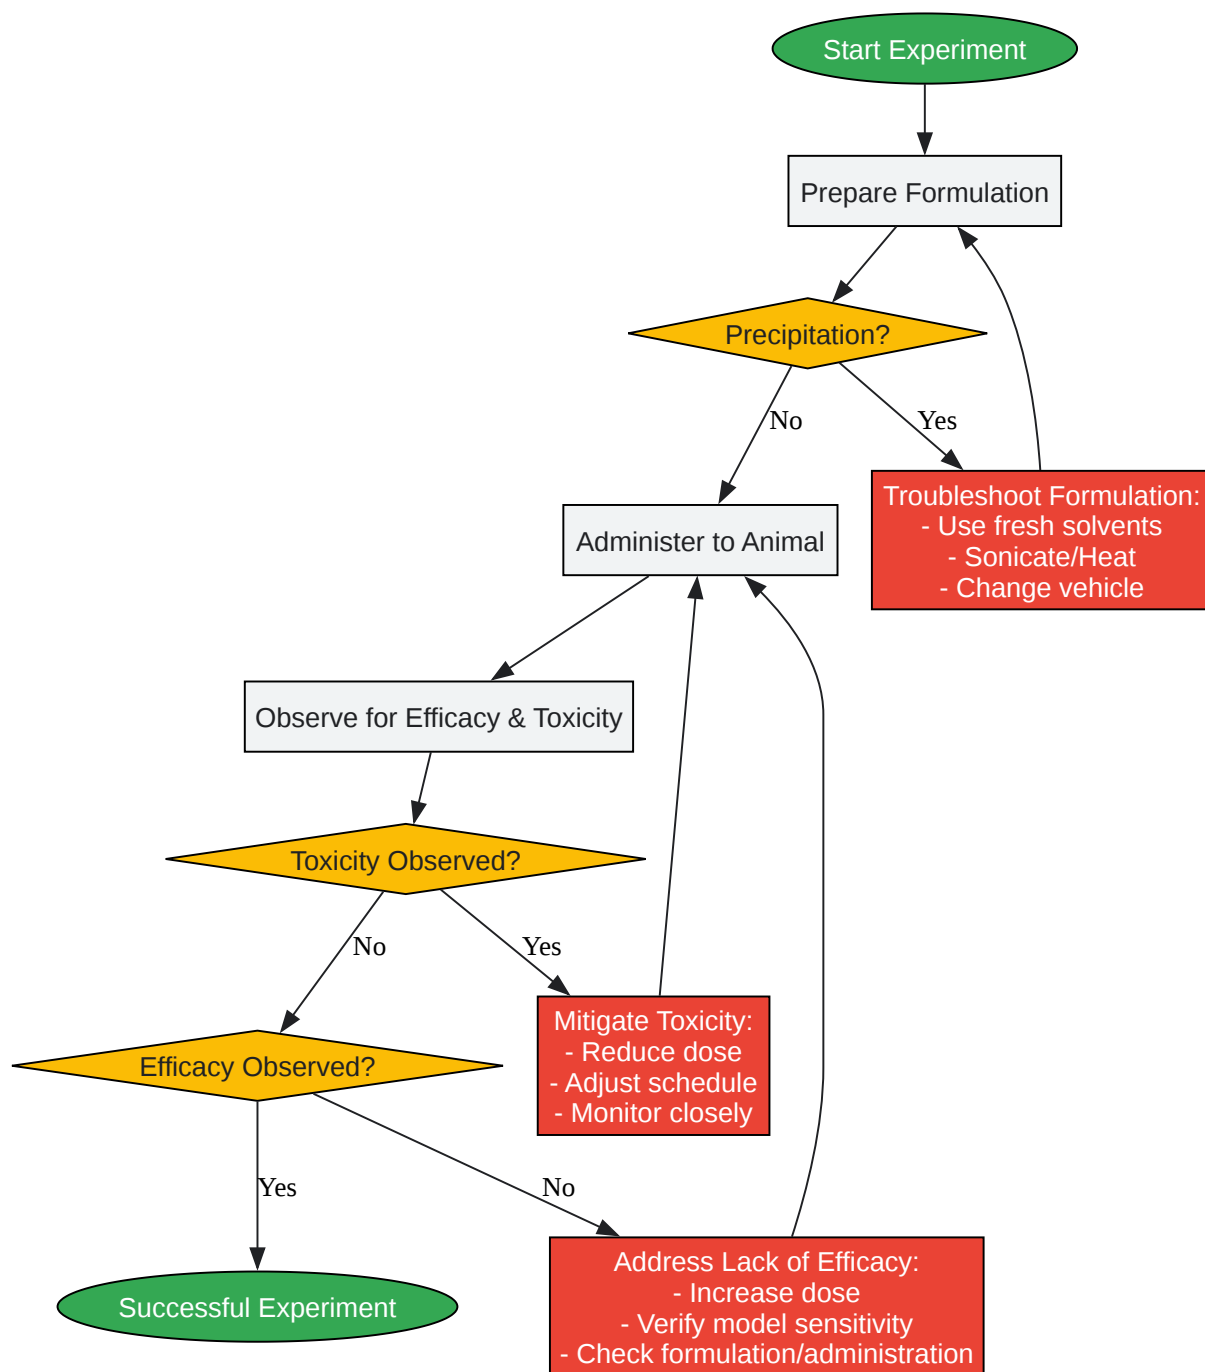 Start Experiment
Prepare Formulation
Precipitation?
No
Yes
Troubleshoot Formulation:
- Use fresh solvents
- Sonicate/Heat
- Change vehicle
Administer to Animal
Observe for Efficacy & Toxicity
Toxicity Observed?
No
Yes
Mitigate Toxicity:
- Reduce dose
- Adjust schedule
- Monitor closely
Efficacy Observed?
Yes
No
Address Lack of Efficacy:
- Increase dose
- Verify model sensitivity
- Check formulation/administration
Successful Experiment